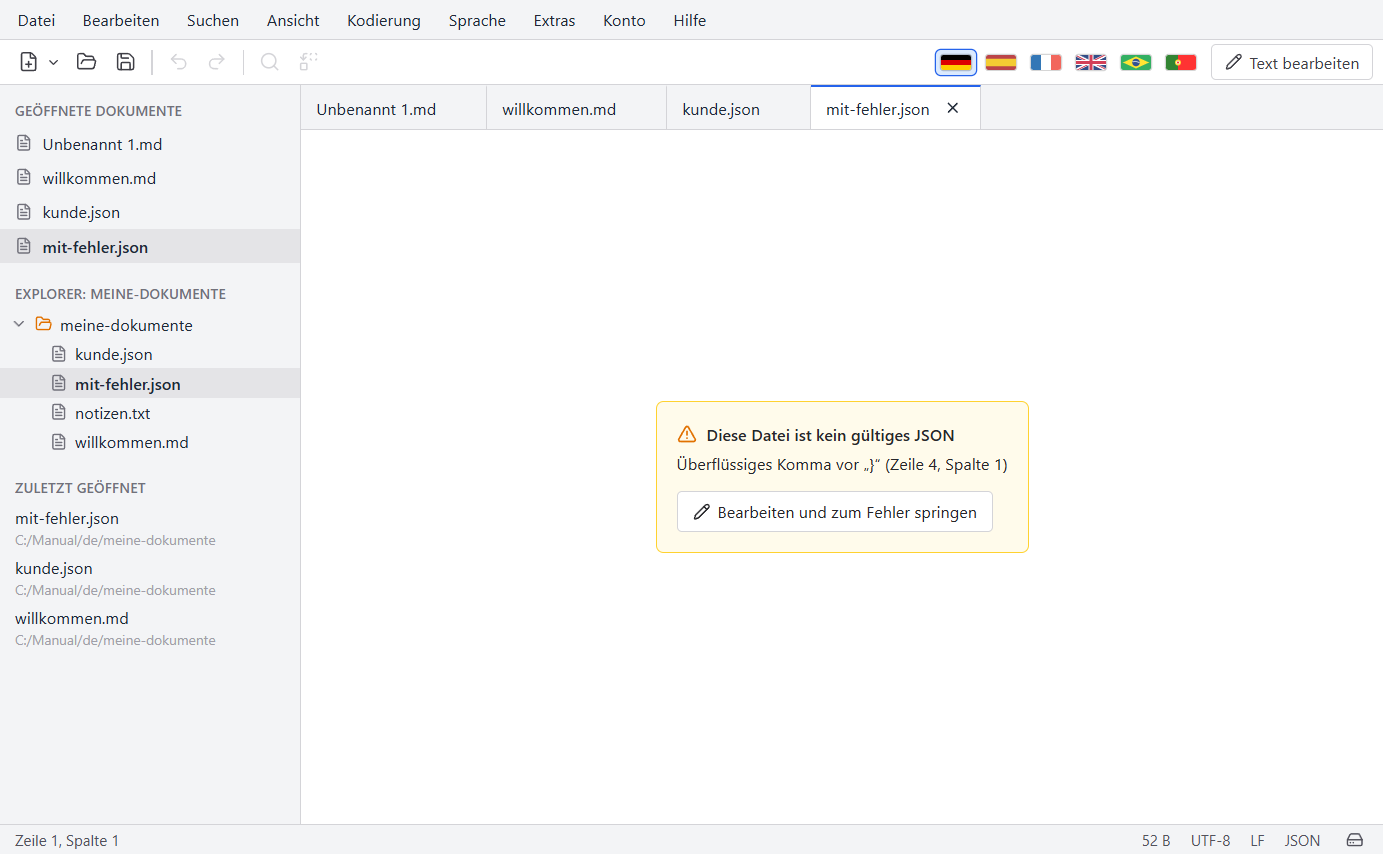 Datei Bearbeiten Suchen Ansicht Kodierung Sprache Extras Konto Hilfe
Text bearbeiten
GEÖFFNETE DOKUMENTE
Unbenannt 1.md
willkommen.md
kunde.json
mit-fehler.json
EXPLORER: MEINE-DOKUMENTE
meine-dokumente
kunde.json
mit-fehler.json
notizen.txt
willkommen.md
ZULETZT GEÖFFNET
mit-fehler.json
C:/Manual/de/meine-dokumente
kunde.json
C:/Manual/de/meine-dokumente
willkommen.md
C:/Manual/de/meine-dokumente
Unbenannt 1.md willkommen.md kunde.json mit-fehler.json
Diese Datei ist kein gültiges JSON
Überflüssiges Komma vor „}“ (Zeile 4, Spalte 1)
Bearbeiten und zum Fehler springen
Zeile 1, Spalte 1 52 B UTF-8 LF JSON